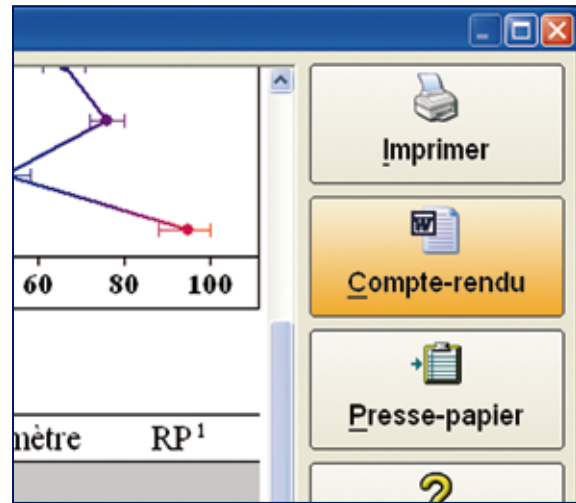 Imprimer
W
Compte-rendu
60 80 100
Presse-papier
mètre RP¹
?